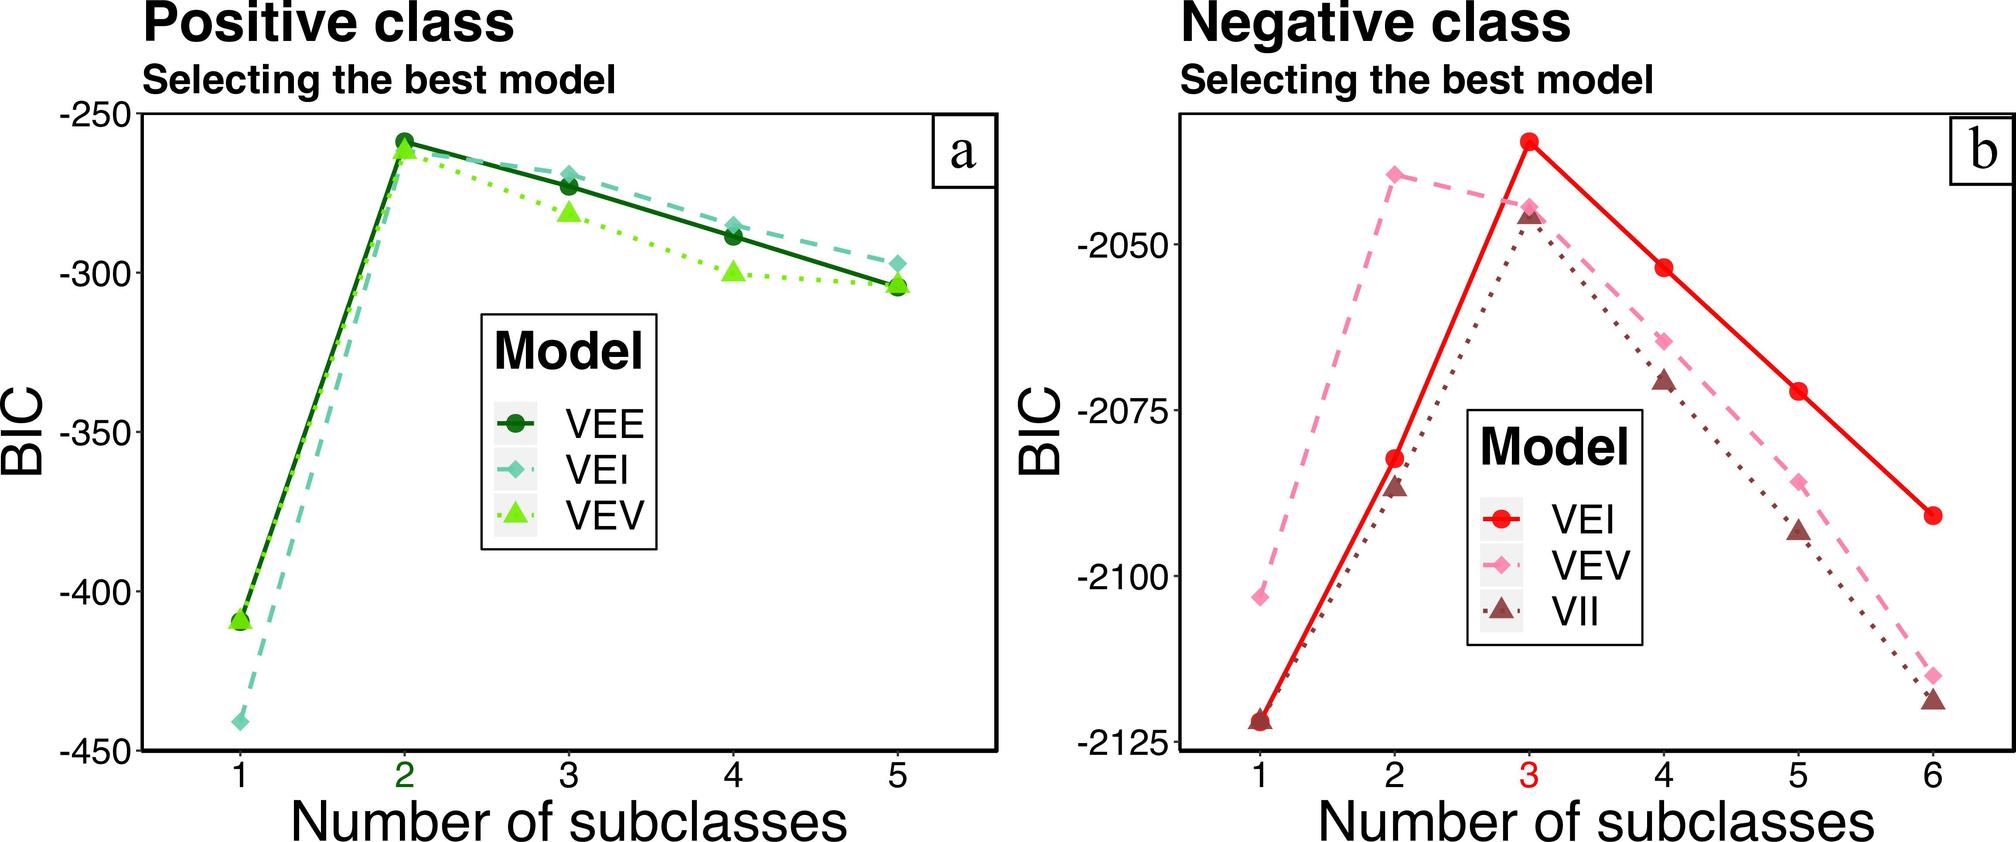 Positive class
Selecting the best model
a
-250
-300
-350
-400
-450
BIC
Model
VEE
VEI
VEV
1 2 3 4 5
Number of subclasses
Negative class
Selecting the best model
b
-2050
-2075
-2100
-2125
BIC
Model
VEI
VEV
VII
1 2 3 4 5 6
Number of subclasses